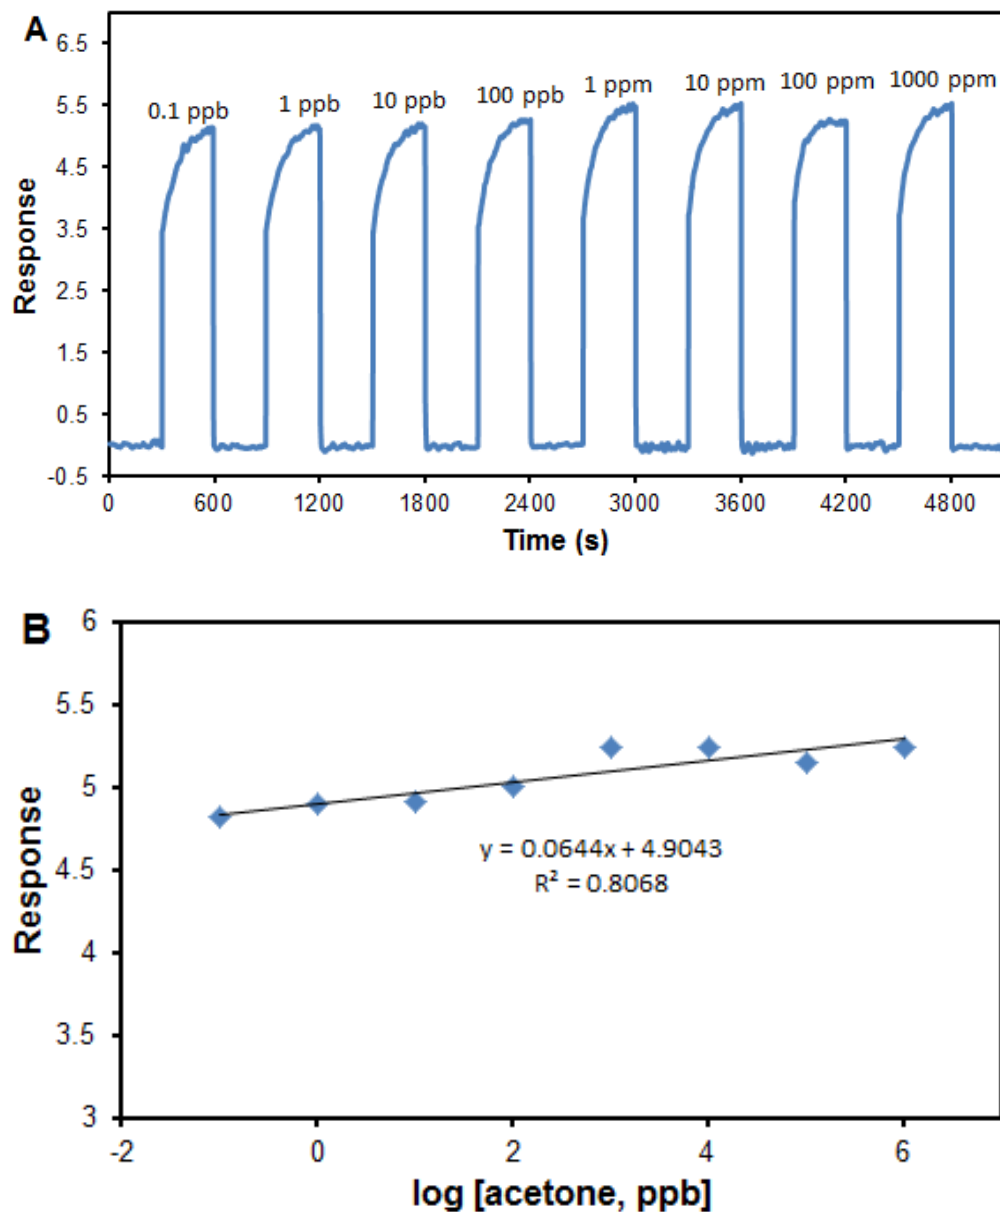 A
6.5
5.5
4.5
3.5
2.5
1.5
0.5
-0.5
Response
0.1 ppb
1 ppb
10 ppb
100 ppb
1 ppm
10 ppm
100 ppm
1000 ppm
0 600 1200 1800 2400 3000 3600 4200 4800
Time (s)
B
6
5.5
5
4.5
4
3.5
3
Response
y = 0.0644x + 4.9043
R² = 0.8068
-2 0 2 4 6
log [acetone, ppb]